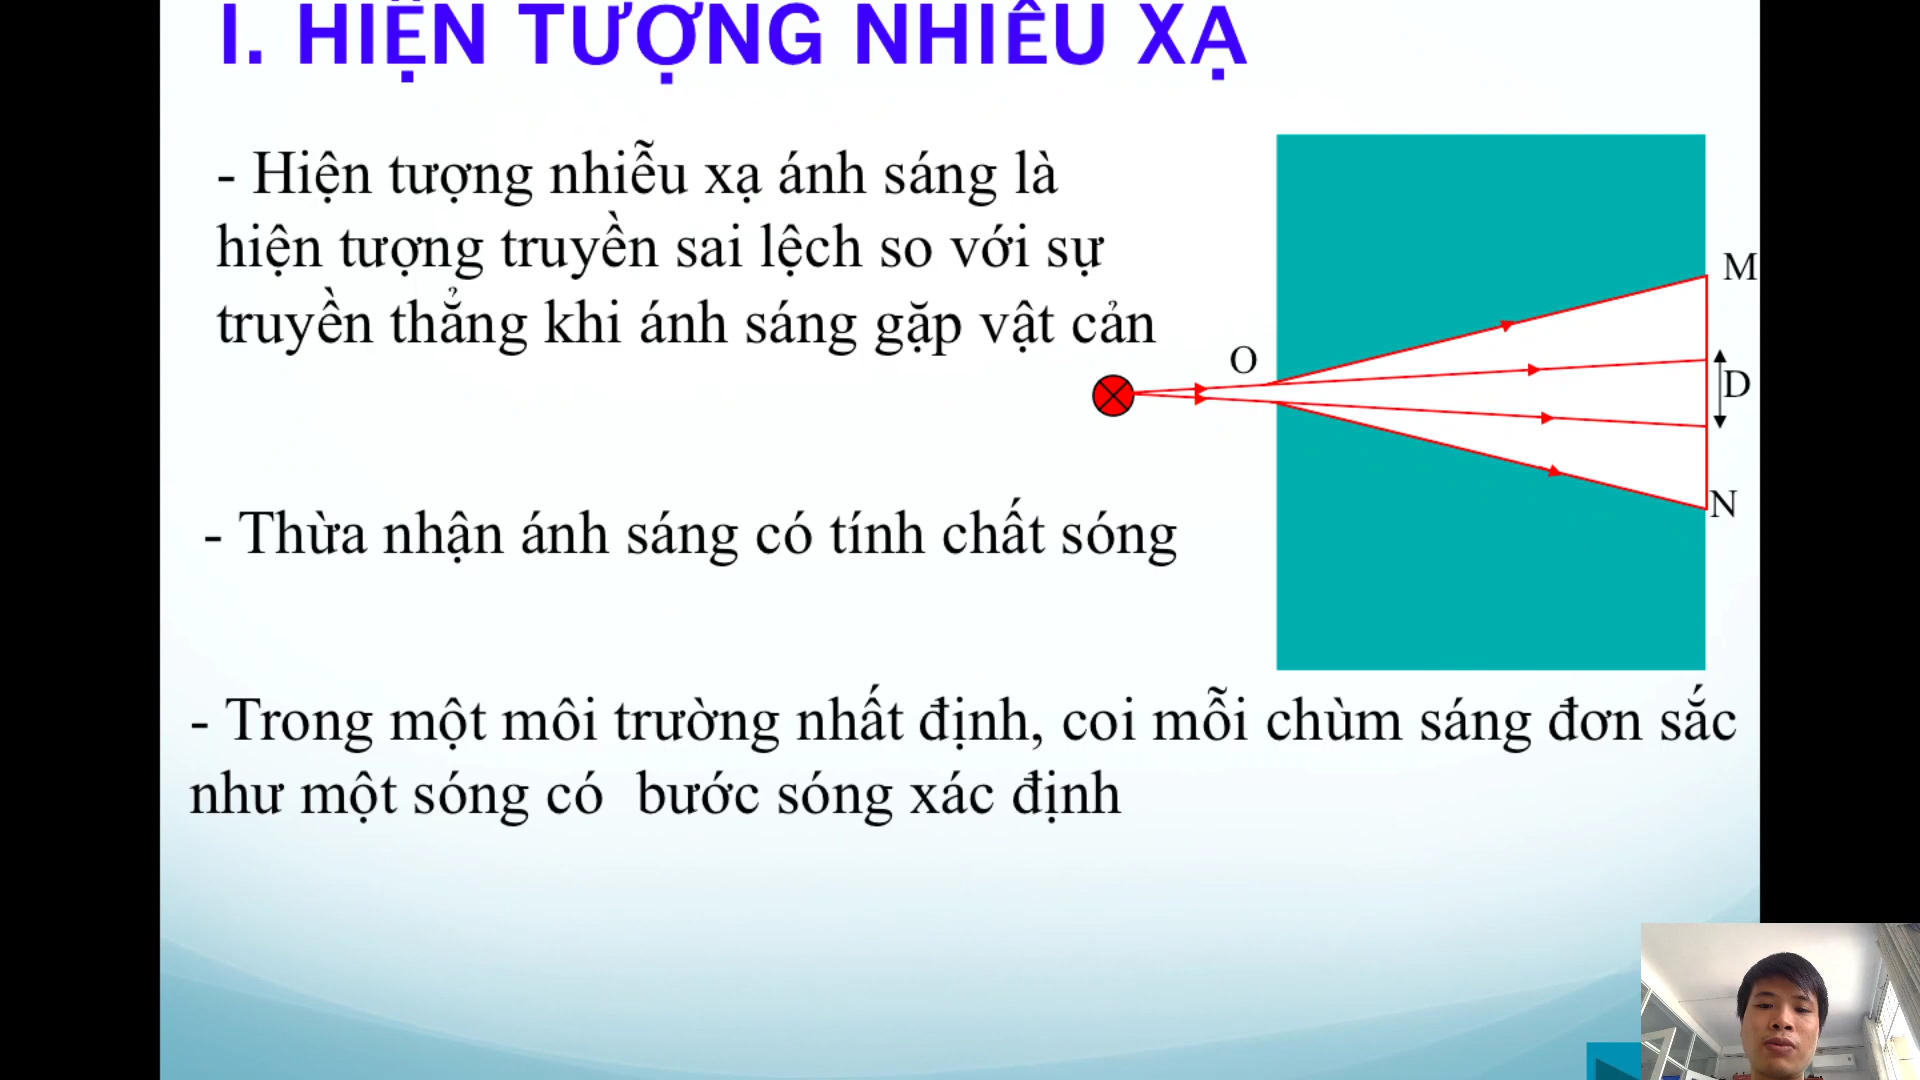 I. HIỆN TƯỢNG NHIỄU XẠ
- Hiện tượng nhiễu xạ ánh sáng là
hiện tượng truyền sai lệch so với sự
truyền thẳng khi ánh sáng gặp vật cản
M
O
D
N
- Thừa nhận ánh sáng có tính chất sóng
- Trong một môi trường nhất định, coi mỗi chùm sáng đơn sắc
như một sóng có bước sóng xác định